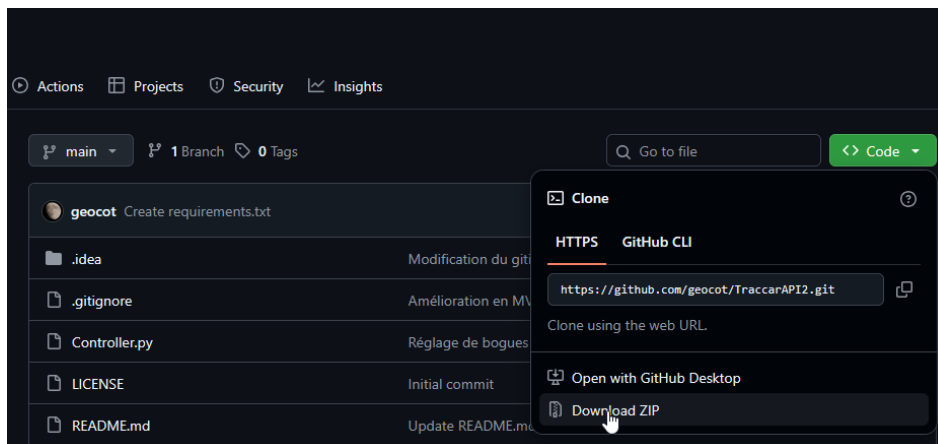 Actions Projects Security Insights
main 1 Branch 0 Tags Go to file Code
geocot Create requirements.txt
.idea Modification du giti
.gitignore Amélioration en MV
Controller.py Réglage de bogues
LICENSE Initial commit
README.md Update README.md
Clone
HTTPS GitHub CLI
https://github.com/geocot/TraccarAPI2.git
Clone using the web URL.
Open with GitHub Desktop
Download ZIP